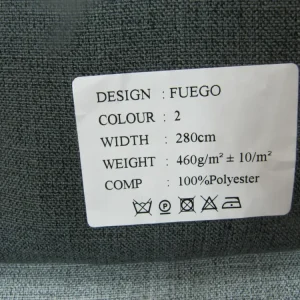 DESIGN : FUEGO
COLOUR : 2
WIDTH : 280cm
WEIGHT : 460g/m² ± 10/m²
COMP : 100%Polyester
P